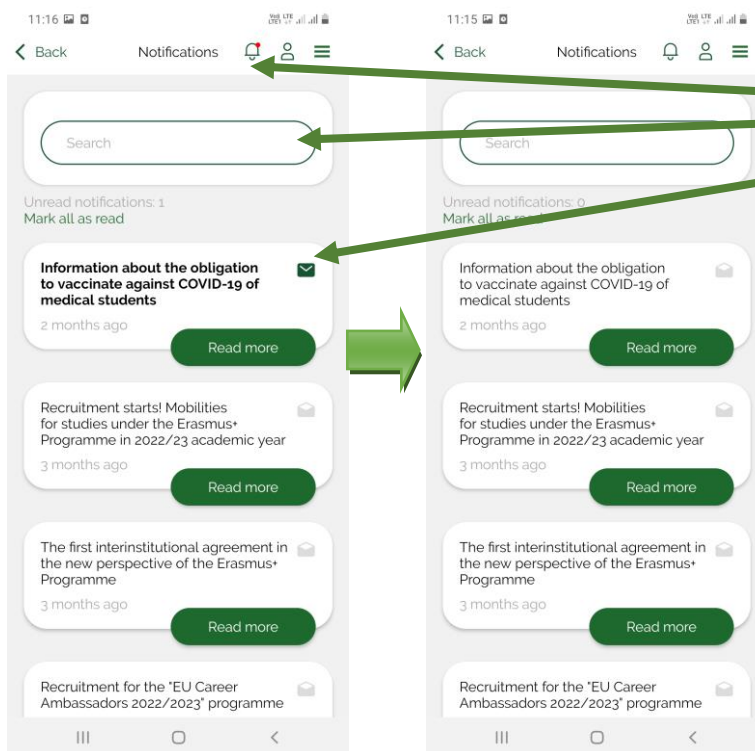 11:16
VoI) LTE
LTE1
Back
Notifications
Search
Unread notifications: 1
Mark all as read
Information about the obligation
to vaccinate against COVID-19 of
medical students
2 months ago
Read more
Recruitment starts! Mobilities
for studies under the Erasmus+
Programme in 2022/23 academic year
3 months ago
Read more
The first interinstitutional agreement in
the new perspective of the Erasmus+
Programme
3 months ago
Read more
Recruitment for the "EU Career
Ambassadors 2022/2023" programme
11:15
VoI) LTE
LTE1
Back
Notifications
Search
Unread notifications: 0
Mark all as read
Information about the obligation
to vaccinate against COVID-19 of
medical students
2 months ago
Read more
Recruitment starts! Mobilities
for studies under the Erasmus+
Programme in 2022/23 academic year
3 months ago
Read more
The first interinstitutional agreement in
the new perspective of the Erasmus+
Programme
3 months ago
Read more
Recruitment for the "EU Career
Ambassadors 2022/2023" programme